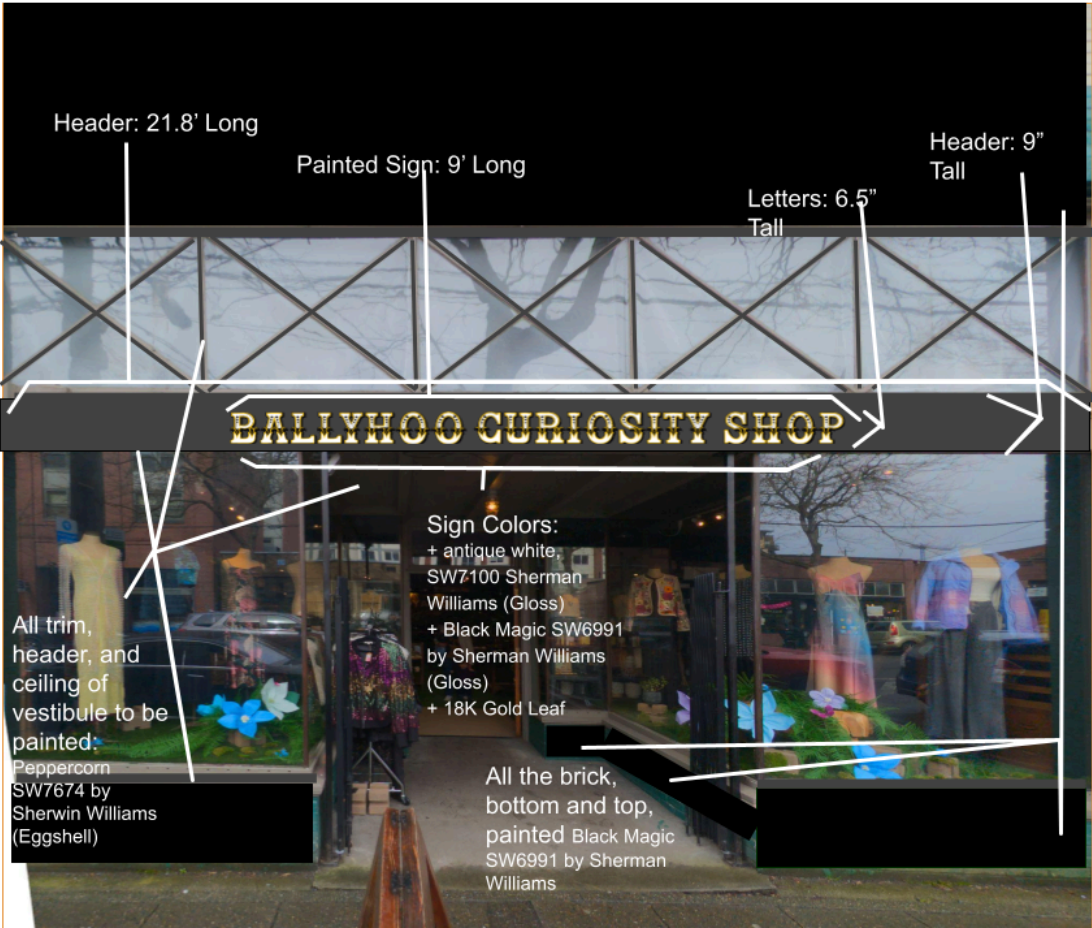 Header: 21.8’ Long
Painted Sign: 9’ Long
Header: 9”
Tall
Letters: 6.5”
Tall
BALLYHOO CURIOSITY SHOP
Sign Colors:
+ antique white,
SW7100 Sherman
Williams (Gloss)
+ Black Magic SW6991
by Sherman Williams
(Gloss)
+ 18K Gold Leaf
All trim,
header, and
ceiling of
vestibule to be
painted:
Peppercorn
SW7674 by
Sherwin Williams
(Eggshell)
All the brick,
bottom and top,
painted Black Magic
SW6991 by Sherman
Williams